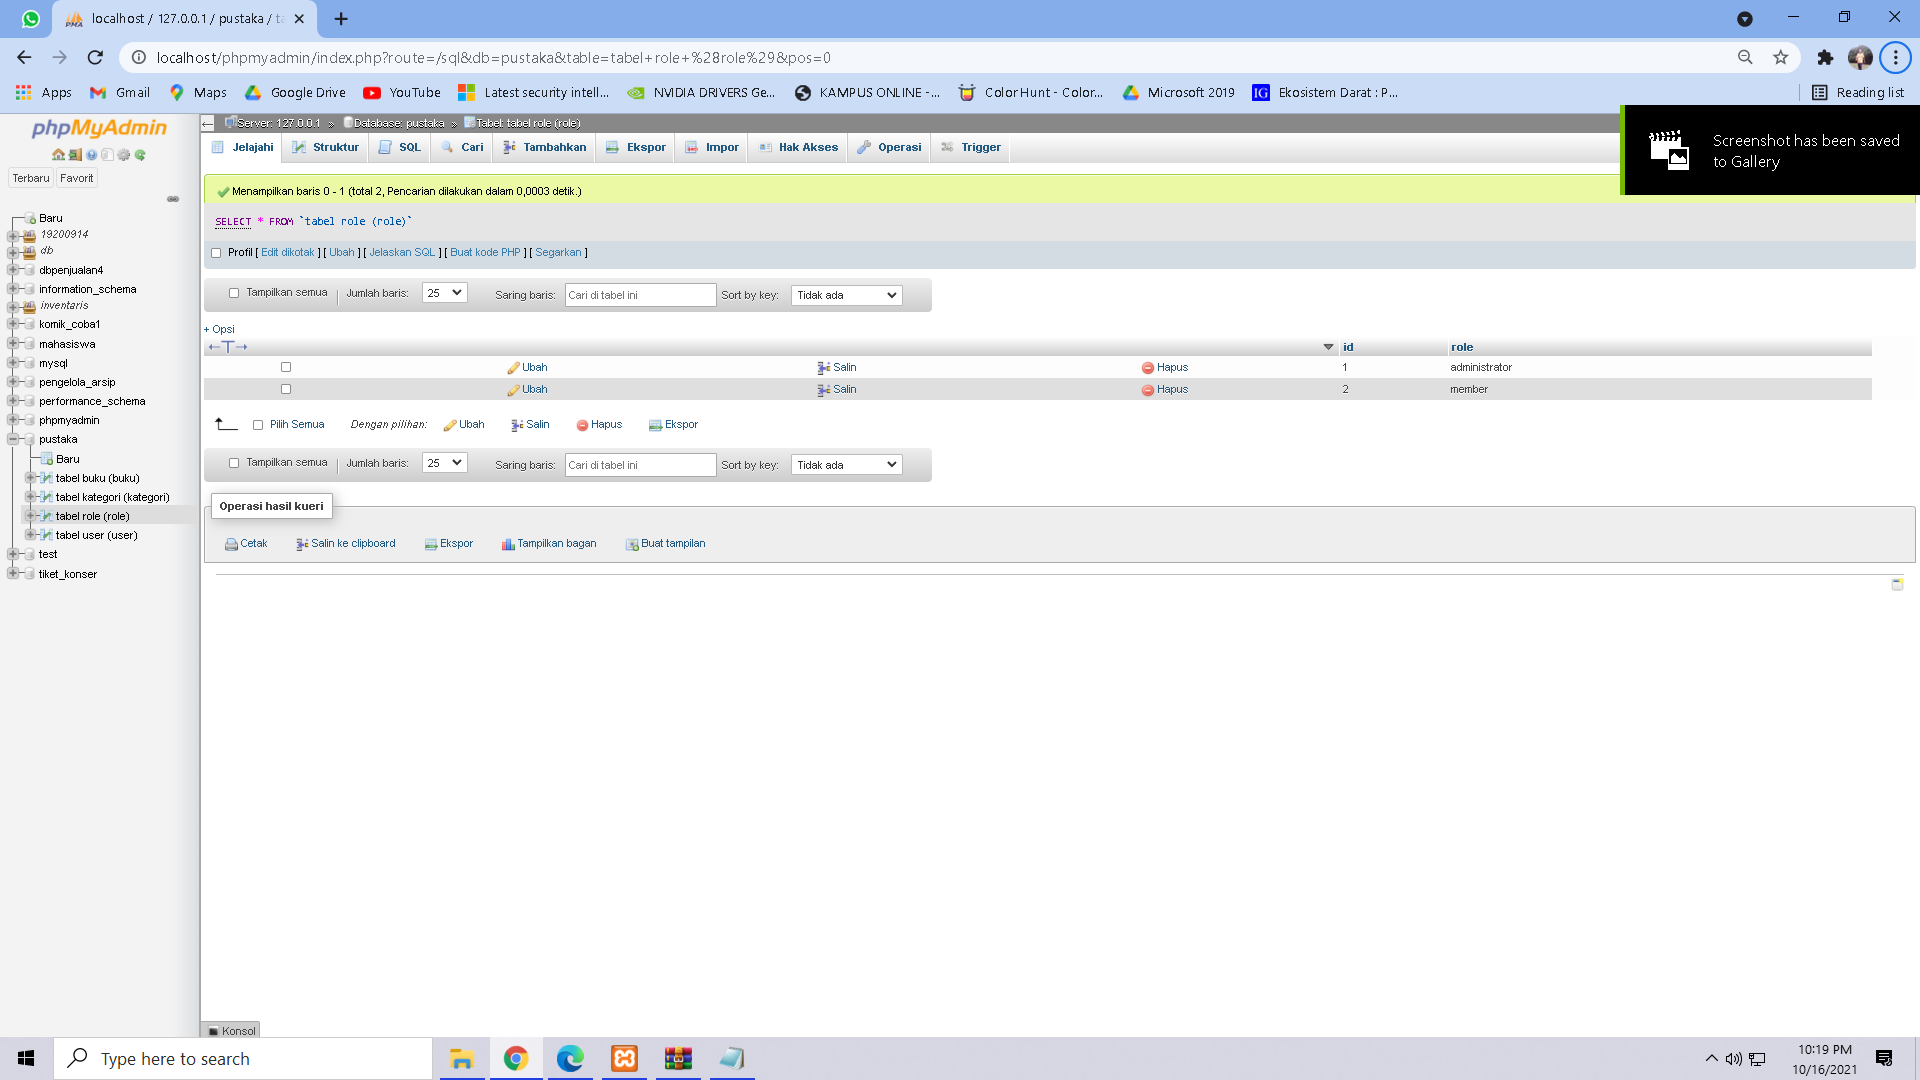 localhost / 127.0.0.1 / pustaka / ta
localhost/phpmyadmin/index.php?route=/sql&db=pustaka&table=tabel+role+%28role%29&pos=0
Apps Gmail Maps Google Drive YouTube Latest security intell... NVIDIA DRIVERS Ge... KAMPUS ONLINE -... Color Hunt - Color... Microsoft 2019 IG Ekosistem Darat : P... Reading list
phpMyAdmin
Terbaru Favorit
Baru
19200914
db
dbpenjualan4
information_schema
inventaris
komik_coba1
mahasiswa
mysql
pengelola_arsip
performance_schema
phpmyadmin
pustaka
Baru
tabel buku (buku)
tabel kategori (kategori)
tabel role (role)
tabel user (user)
test
tiket_konser
Server: 127.0.0.1 » Database: pustaka » Tabel: tabel role (role)
Jelajahi Struktur SQL Cari Tambahkan Ekspor Impor Hak Akses Operasi Trigger
Screenshot has been saved
to Gallery
Menampilkan baris 0 - 1 (total 2, Pencarian dilakukan dalam 0,0003 detik.)
SELECT * FROM `tabel role (role)`
Profil [ Edit dikotak ] [ Ubah ] [ Jelaskan SQL ] [ Buat kode PHP ] [ Segarkan ]
Tampilkan semua | Jumlah baris: 25 Saring baris: Cari di tabel ini Sort by key: Tidak ada
+ Opsi
←T→ id role
Ubah Salin Hapus 1 administrator
Ubah Salin Hapus 2 member
Pilih Semua Dengan pilihan: Ubah Salin Hapus Ekspor
Tampilkan semua | Jumlah baris: 25 Saring baris: Cari di tabel ini Sort by key: Tidak ada
Operasi hasil kueri
Cetak Salin ke clipboard Ekspor Tampilkan bagan Buat tampilan
Konsol
Type here to search
10:19 PM
10/16/2021